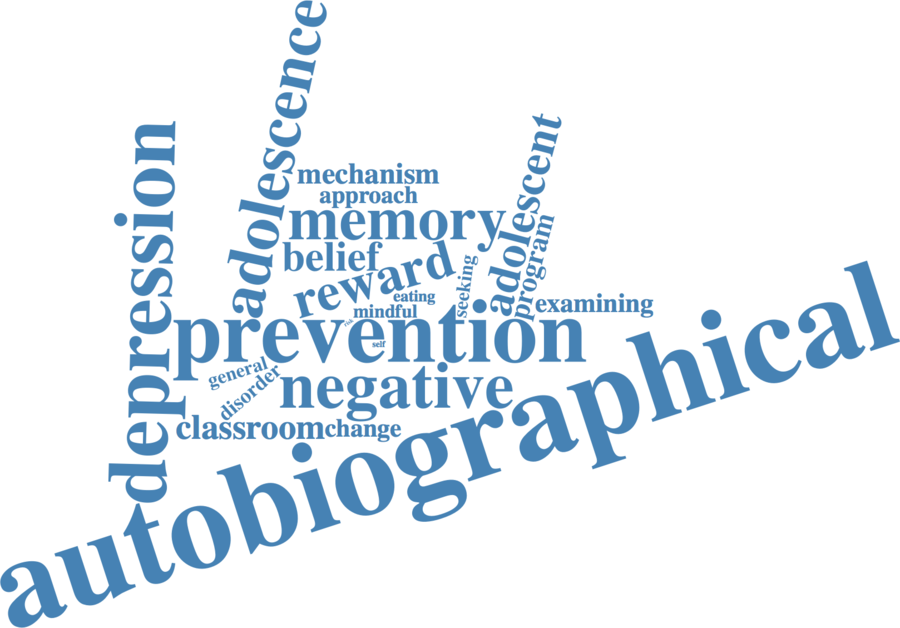 adolescence
depression
adolescent
mechanism
approach
memory
belief
reward
program
seeking
eating
examining
mindful
risk
prevention
self
general
disorder
negative
classroom
change
autobiographical